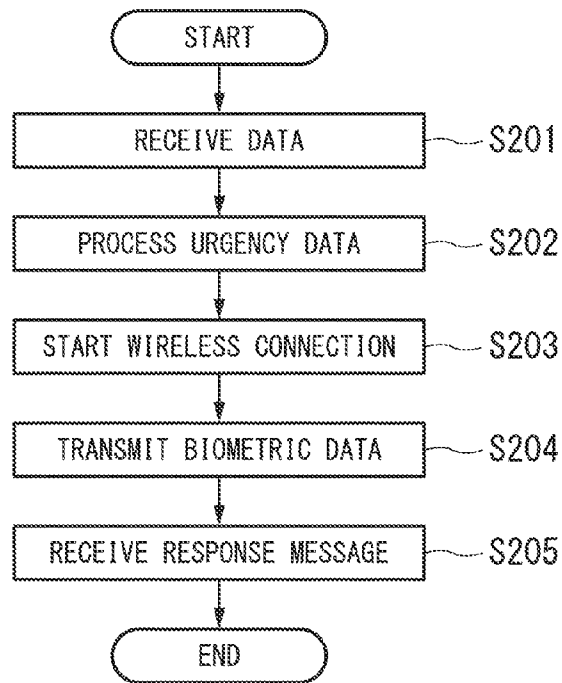 START
RECEIVE DATA
S201
PROCESS URGENCY DATA
S202
START WIRELESS CONNECTION
S203
TRANSMIT BIOMETRIC DATA
S204
RECEIVE RESPONSE MESSAGE
S205
END